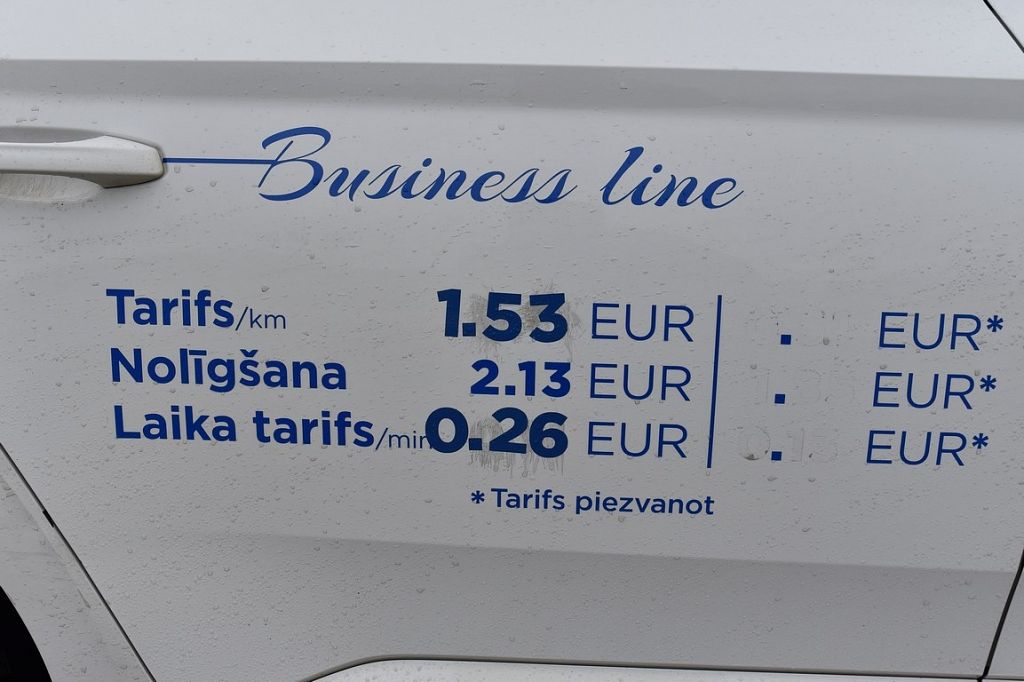 Business line
Tarifs/km 1.53 EUR . EUR*
Nolīgšana 2.13 EUR . EUR*
Laika tarifs/min 0.26 EUR . EUR*
*Tarifs piezvanot